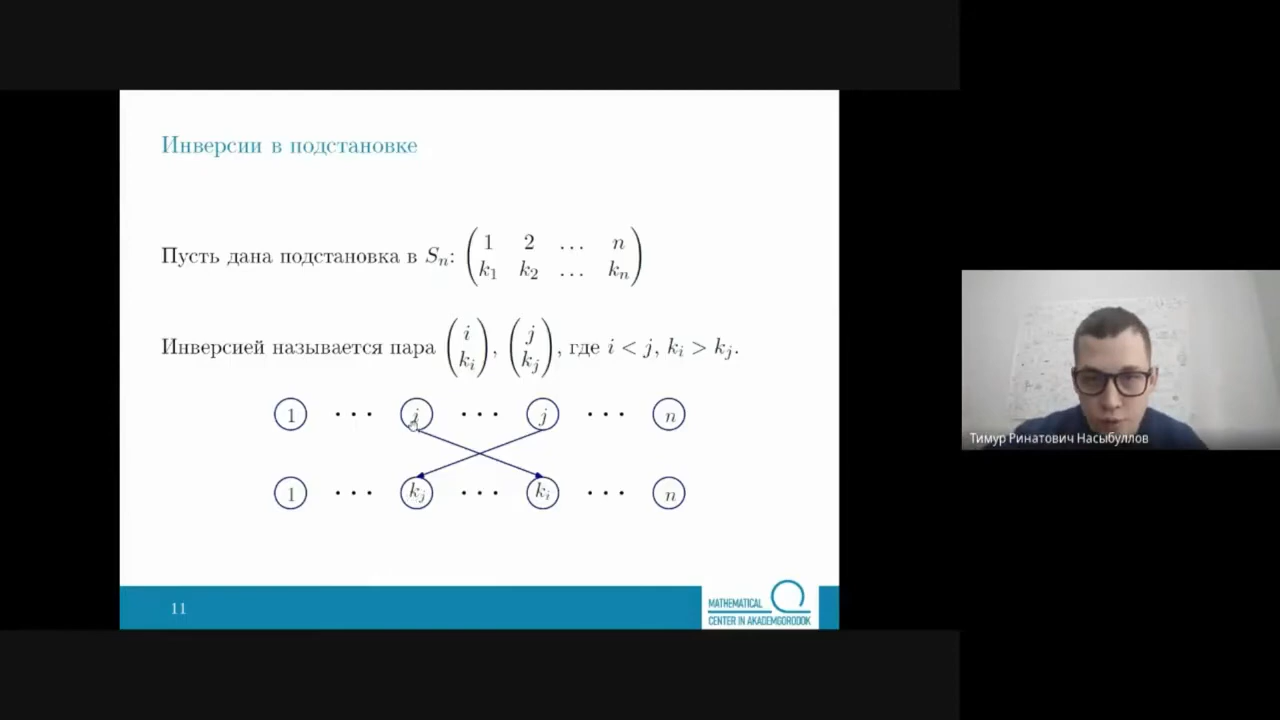 Инверсии в подстановке
Пусть дана подстановка в Sₙ: (1 2 … n / k₁ k₂ … kₙ)
Инверсией называется пара (i / kᵢ), (j / kⱼ), где i < j, kᵢ > kⱼ.
1 ··· i ··· j ··· n
1 ··· kⱼ ··· kᵢ ··· n
11
MATHEMATICAL
CENTER IN AKADEMGORODOK
Тимур Ринатович Насыбуллов